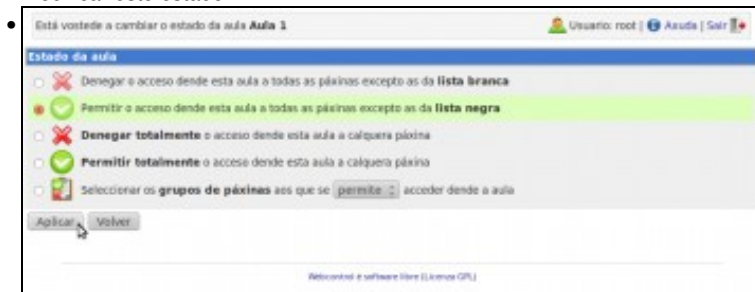 Está vostede a cambiar o estado da aula Aula 1
Usuario: root | Axuda | Sair
Estado da aula
Denegar o acceso dende esta aula a todas as páxinas excepto as da lista branca
Permitir o acceso dende esta aula a todas as páxinas excepto as da lista negra
Denegar totalmente o acceso dende esta aula a calquera páxina
Permitir totalmente o acceso dende esta aula a calquera páxina
Seleccionar os grupos de páxinas aos que se permite acceder dende a aula
Aplicar Volver
Webcontrol é software libre (Licenza GPL)